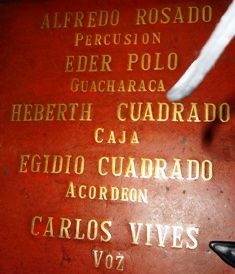 ALFREDO ROSADO
PERCUSION
EDER POLO
GUACHARACA
HEBERTH CUADRADO
CAJA
EGIDIO CUADRADO
ACORDEON
CARLOS VIVES
VOZ